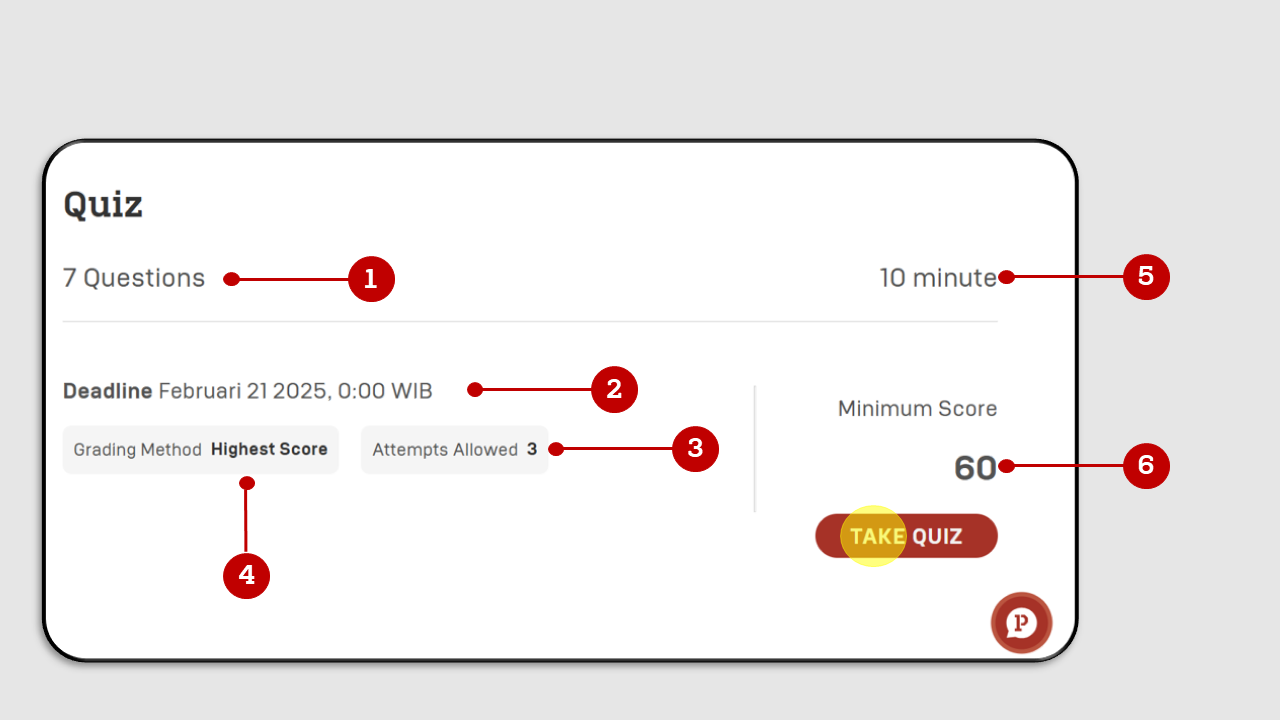 Quiz
7 Questions 1
10 minute 5
Deadline Februari 21 2025, 0:00 WIB 2
Grading Method Highest Score
Attempts Allowed 3 3
4
Minimum Score
60 6
TAKE QUIZ
P